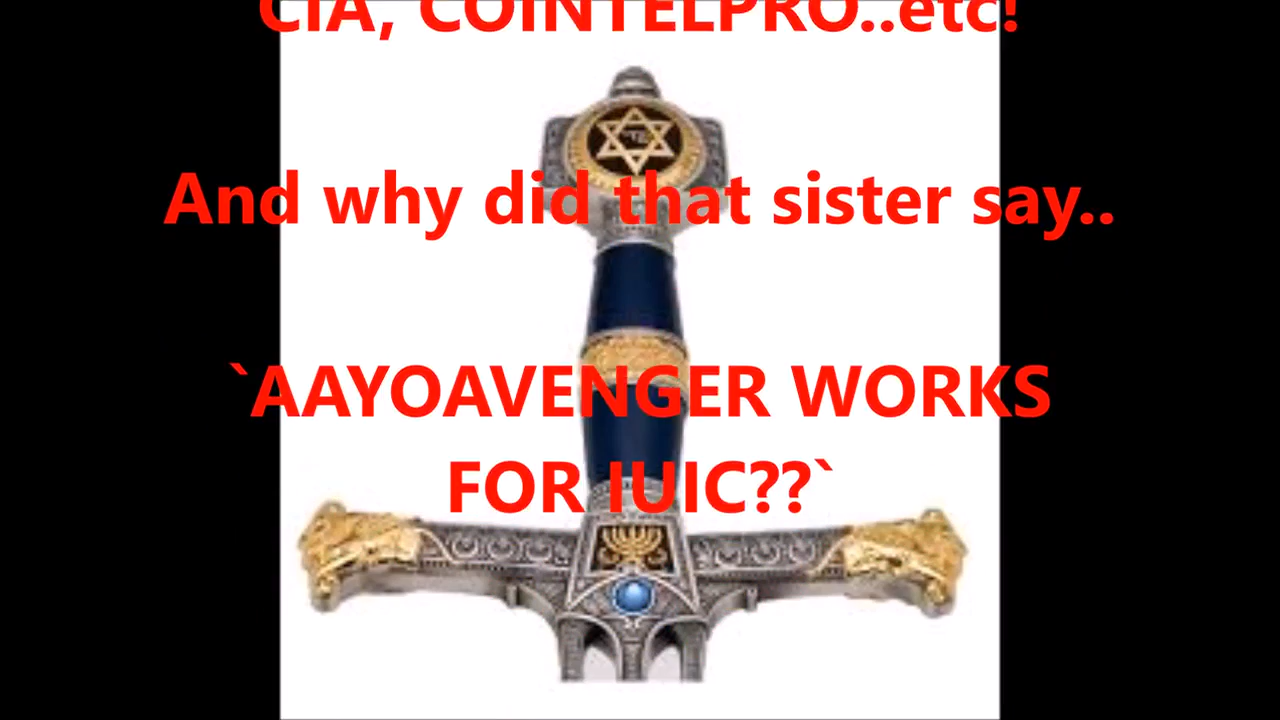 CIA, COINTELPRO..etc!
And why did that sister say..
`AAYOAVENGER WORKS
FOR IUIC??`